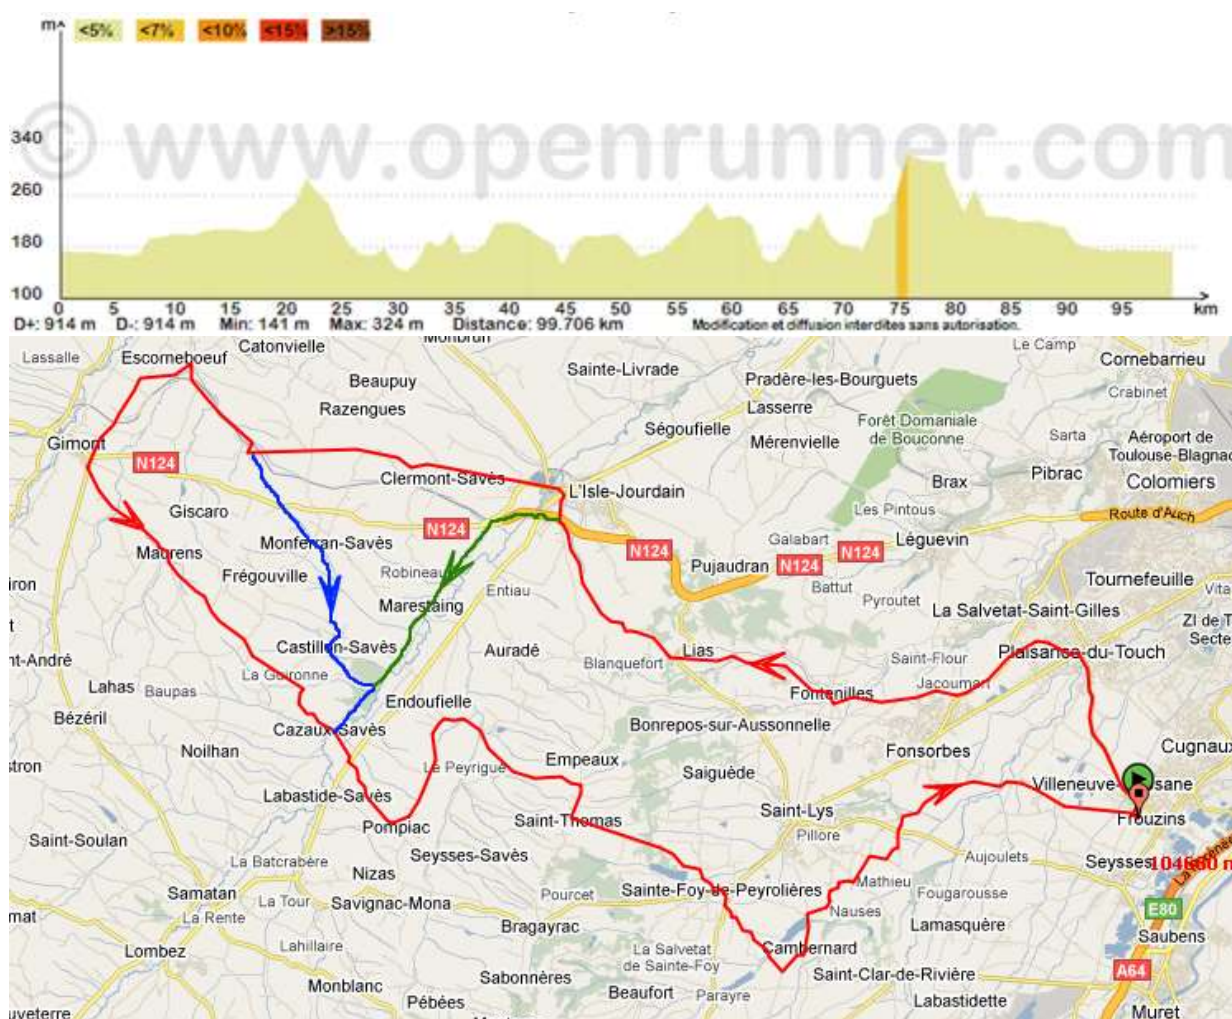 m^ <5% <7% <10% <15% >15%
© www.openrunner.com
340
260
180
100
0 5 10 15 20 25 30 35 40 45 50 55 60 65 70 75 80 85 90 95 km
D+: 914 m D-: 914 m Min: 141 m Max: 324 m Distance: 99.706 km Modification et diffusion interdites sans autorisation.
Lassalle
Escorneboeuf
Catonvielle
Monbrun
Le Camp
Cornebarrieu
Sainte-Livrade
Beaupuy
Pradère-les-Bourguets
Crabinet
Razengues
Lasserre
Forêt Domaniale
de Bouconne
Ségoufielle
Gimont
Mérenvielle
Sarta
Aéroport de
Toulouse-Blagnac
N124
Clermont-Savès
Pibrac
L'Isle-Jourdain
Brax
Colomiers
Giscaro
Les Pintous
Route d'Auch
N124
Monferran-Savès
Galabart
Léguevin
Maurens
N124
N124
N124
Pujaudran
Frégouville
Robineau
Entiau
Battut
Tournefeuille
Marestaing
Pyroutet
La Salvetat-Saint-Gilles
Castillon-Savès
Auradé
Lias
Saint-Flour
Plaisance-du-Touch
La Guironne
Blanquefort
Lahas
Baupas
Endoufielle
Fontenilles
Jacoumart
Bézéril
Cazaux-Savès
Bonrepos-sur-Aussonnelle
Noilhan
Fonsorbes
Cugnaux
Le Peyrigue
Empeaux
Saiguède
Labastide-Savès
Saint-Thomas
Saint-Lys
Frouzins
Pompiac
Pillore
Saint-Soulan
Seysses-Savès
Aujoulets
Seysses
La Batcrabère
Nizas
Mathieu
Samatan
La Tour
Pourcet
Sainte-Foy-de-Peyrolières
Fougarousse
La Rente
Savignac-Mona
Nauses
E80
Bragayrac
Lamasquère
Saubens
Lahillaire
La Salvetat
de Sainte-Foy
Cambernard
Lombez
Sabonnères
Saint-Clar-de-Rivière
A64
Monblanc
Beaufort
Parayre
Labastidette
Pébées
Muret